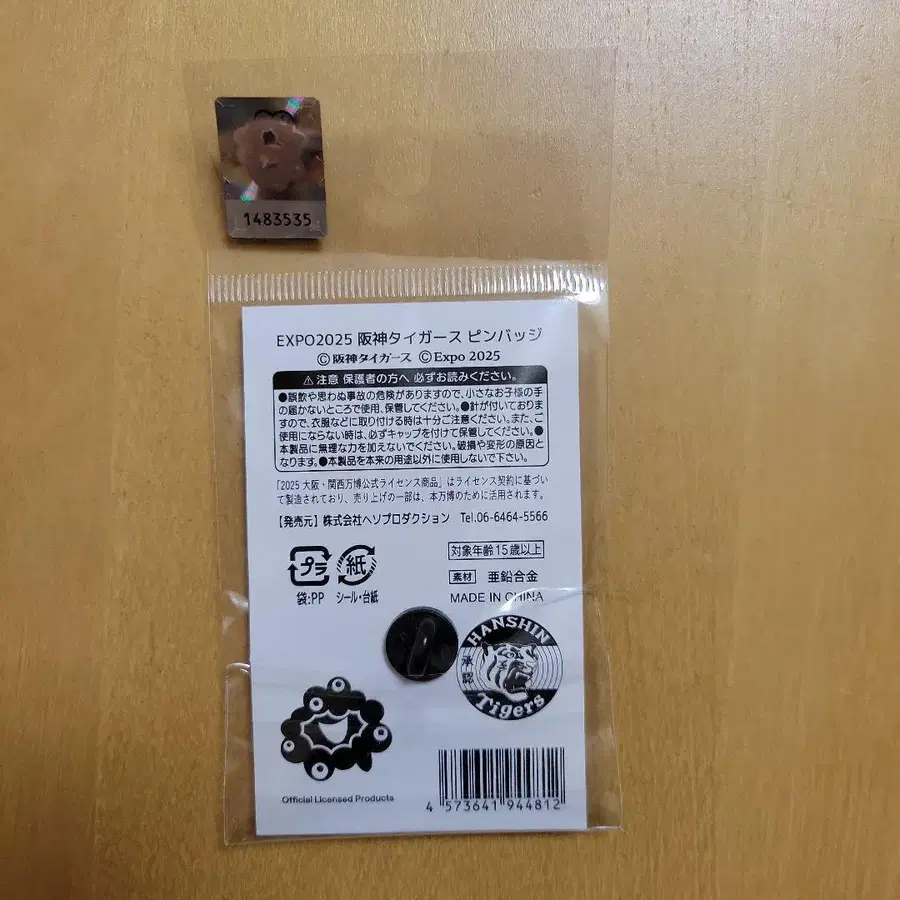 1483535
EXPO2025 阪神タイガース ピンバッジ
©阪神タイガース ©Expo 2025
⚠注意 保護者の方へ 必ずお読みください。
●誤飲や思わぬ事故の危険がありますので、小さなお子様の手
の届かないところで使用、保管してください。●針が付いておりま
すので、衣服などに取り付ける時は十分ご注意ください。また、ご
使用にならない時は、必ずキャップを付けて保管してください。●
本製品に無理な力を加えないでください。破損や変形の原因と
なります。●本製品を本来の用途以外に使用しないで下さい。
「2025 大阪・関西万博公式ライセンス商品」はライセンス契約に基づい
て製造されており、売り上げの一部は、本万博のために活用されます。
【発売元】株式会社ヘソプロダクション Tel.06-6464-5566
プラ
紙
対象年齢15歳以上
袋:PP シール・台紙
素材 亜鉛合金
MADE IN CHINA
HANSHIN
承認
Tigers
Official Licensed Products
4 573641 944812